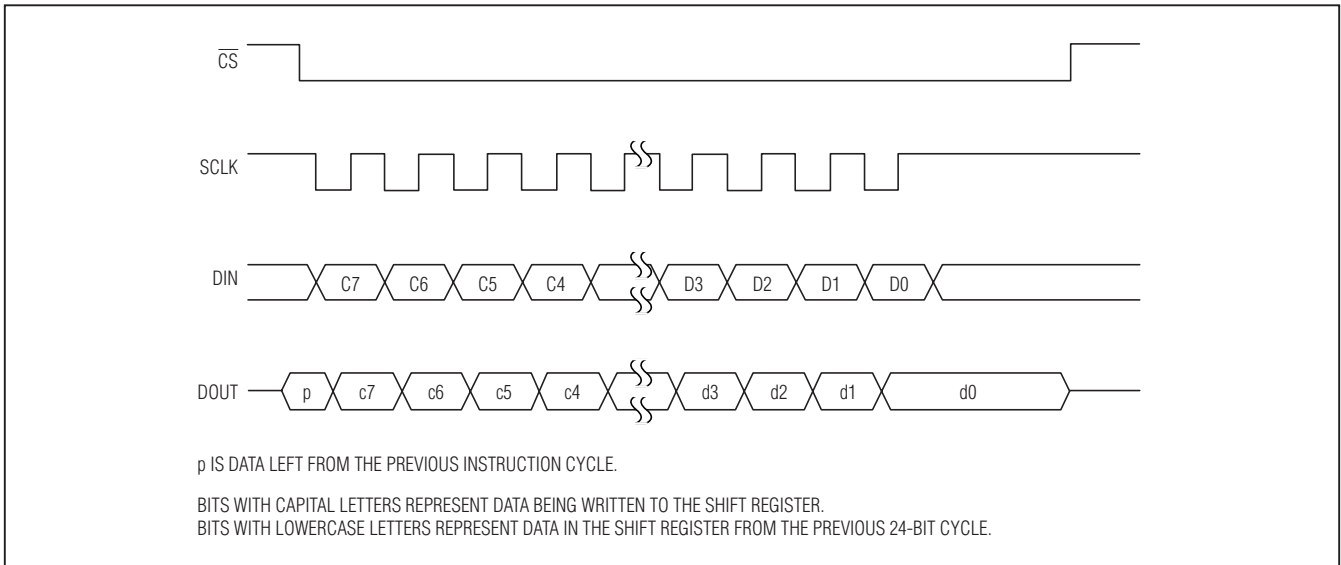 CS
SCLK
DIN C7 C6 C5 C4 D3 D2 D1 D0
DOUT p c7 c6 c5 c4 d3 d2 d1 d0
p IS DATA LEFT FROM THE PREVIOUS INSTRUCTION CYCLE.
BITS WITH CAPITAL LETTERS REPRESENT DATA BEING WRITTEN TO THE SHIFT REGISTER.
BITS WITH LOWERCASE LETTERS REPRESENT DATA IN THE SHIFT REGISTER FROM THE PREVIOUS 24-BIT CYCLE.